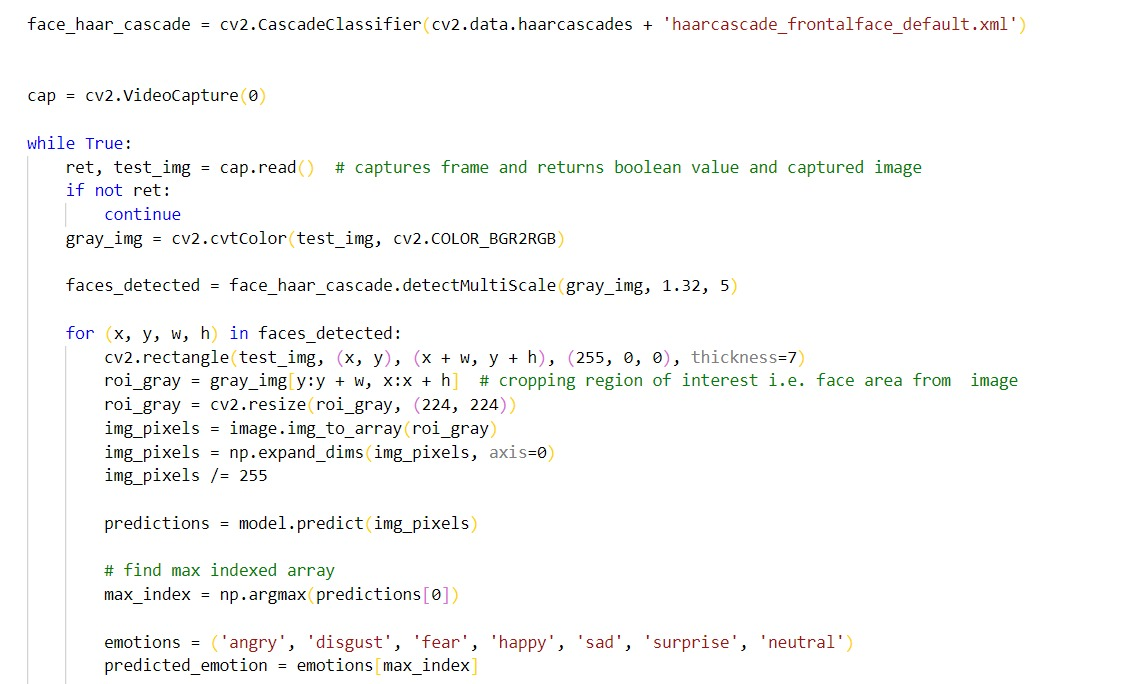 face_haar_cascade = cv2.CascadeClassifier(cv2.data.haarcascades + 'haarcascade_frontalface_default.xml')
cap = cv2.VideoCapture(0)
while True:
    ret, test_img = cap.read()  # captures frame and returns boolean value and captured image
    if not ret:
        continue
    gray_img = cv2.cvtColor(test_img, cv2.COLOR_BGR2RGB)
    faces_detected = face_haar_cascade.detectMultiScale(gray_img, 1.32, 5)
    for (x, y, w, h) in faces_detected:
        cv2.rectangle(test_img, (x, y), (x + w, y + h), (255, 0, 0), thickness=7)
        roi_gray = gray_img[y:y + w, x:x + h]  # cropping region of interest i.e. face area from  image
        roi_gray = cv2.resize(roi_gray, (224, 224))
        img_pixels = image.img_to_array(roi_gray)
        img_pixels = np.expand_dims(img_pixels, axis=0)
        img_pixels /= 255
        predictions = model.predict(img_pixels)
        # find max indexed array
        max_index = np.argmax(predictions[0])
        emotions = ('angry', 'disgust', 'fear', 'happy', 'sad', 'surprise', 'neutral')
        predicted_emotion = emotions[max_index]